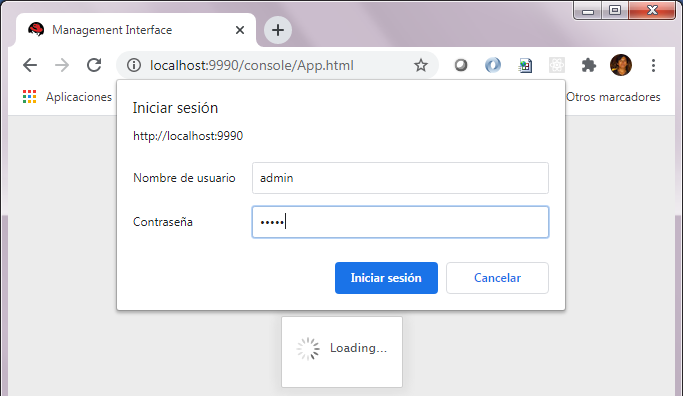 Management Interface
localhost:9990/console/App.html
Aplicaciones
Otros marcadores
Iniciar sesión
http://localhost:9990
Nombre de usuario admin
Contraseña •••••
Iniciar sesión Cancelar
Loading...